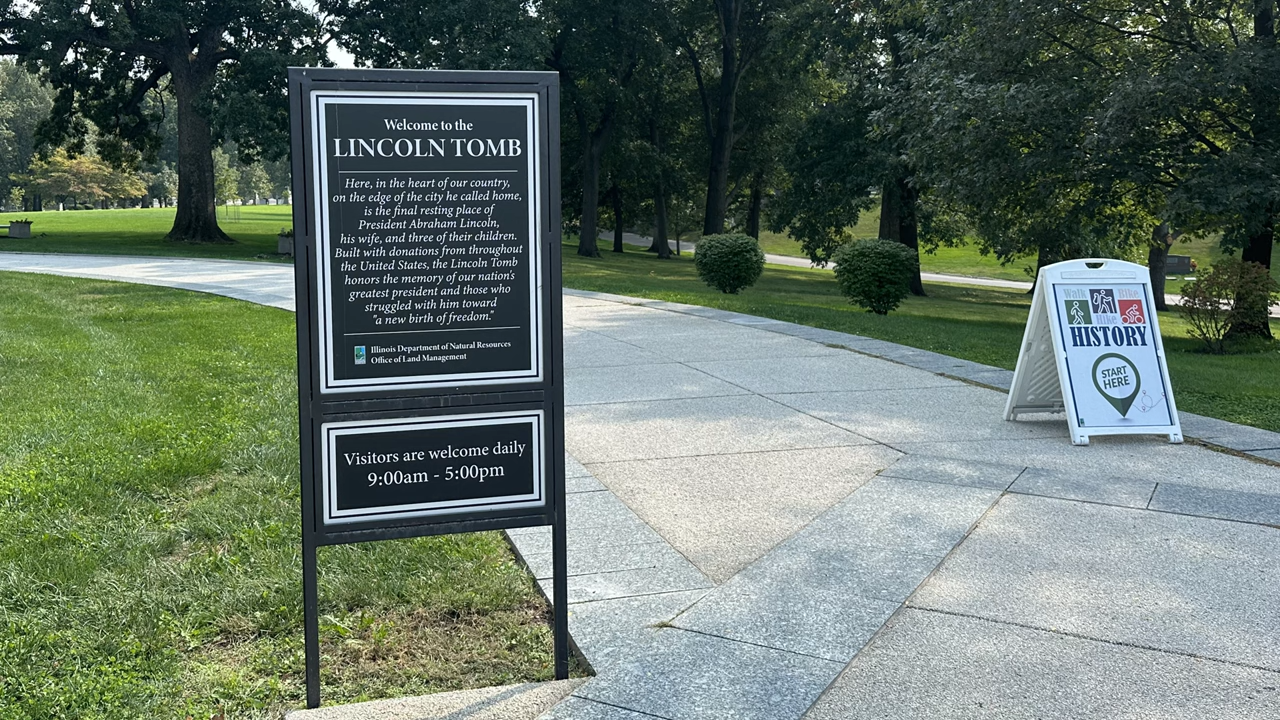 Welcome to the
LINCOLN TOMB
Here, in the heart of our country,
on the edge of the city he called home,
is the final resting place of
President Abraham Lincoln,
his wife, and three of their children.
Built with donations from throughout
the United States, the Lincoln Tomb
honors the memory of our nation's
greatest president and those who
struggled with him toward
"a new birth of freedom."
Illinois Department of Natural Resources
Office of Land Management
Visitors are welcome daily
9:00am - 5:00pm
Walk Bike
Hike
HISTORY
START
HERE